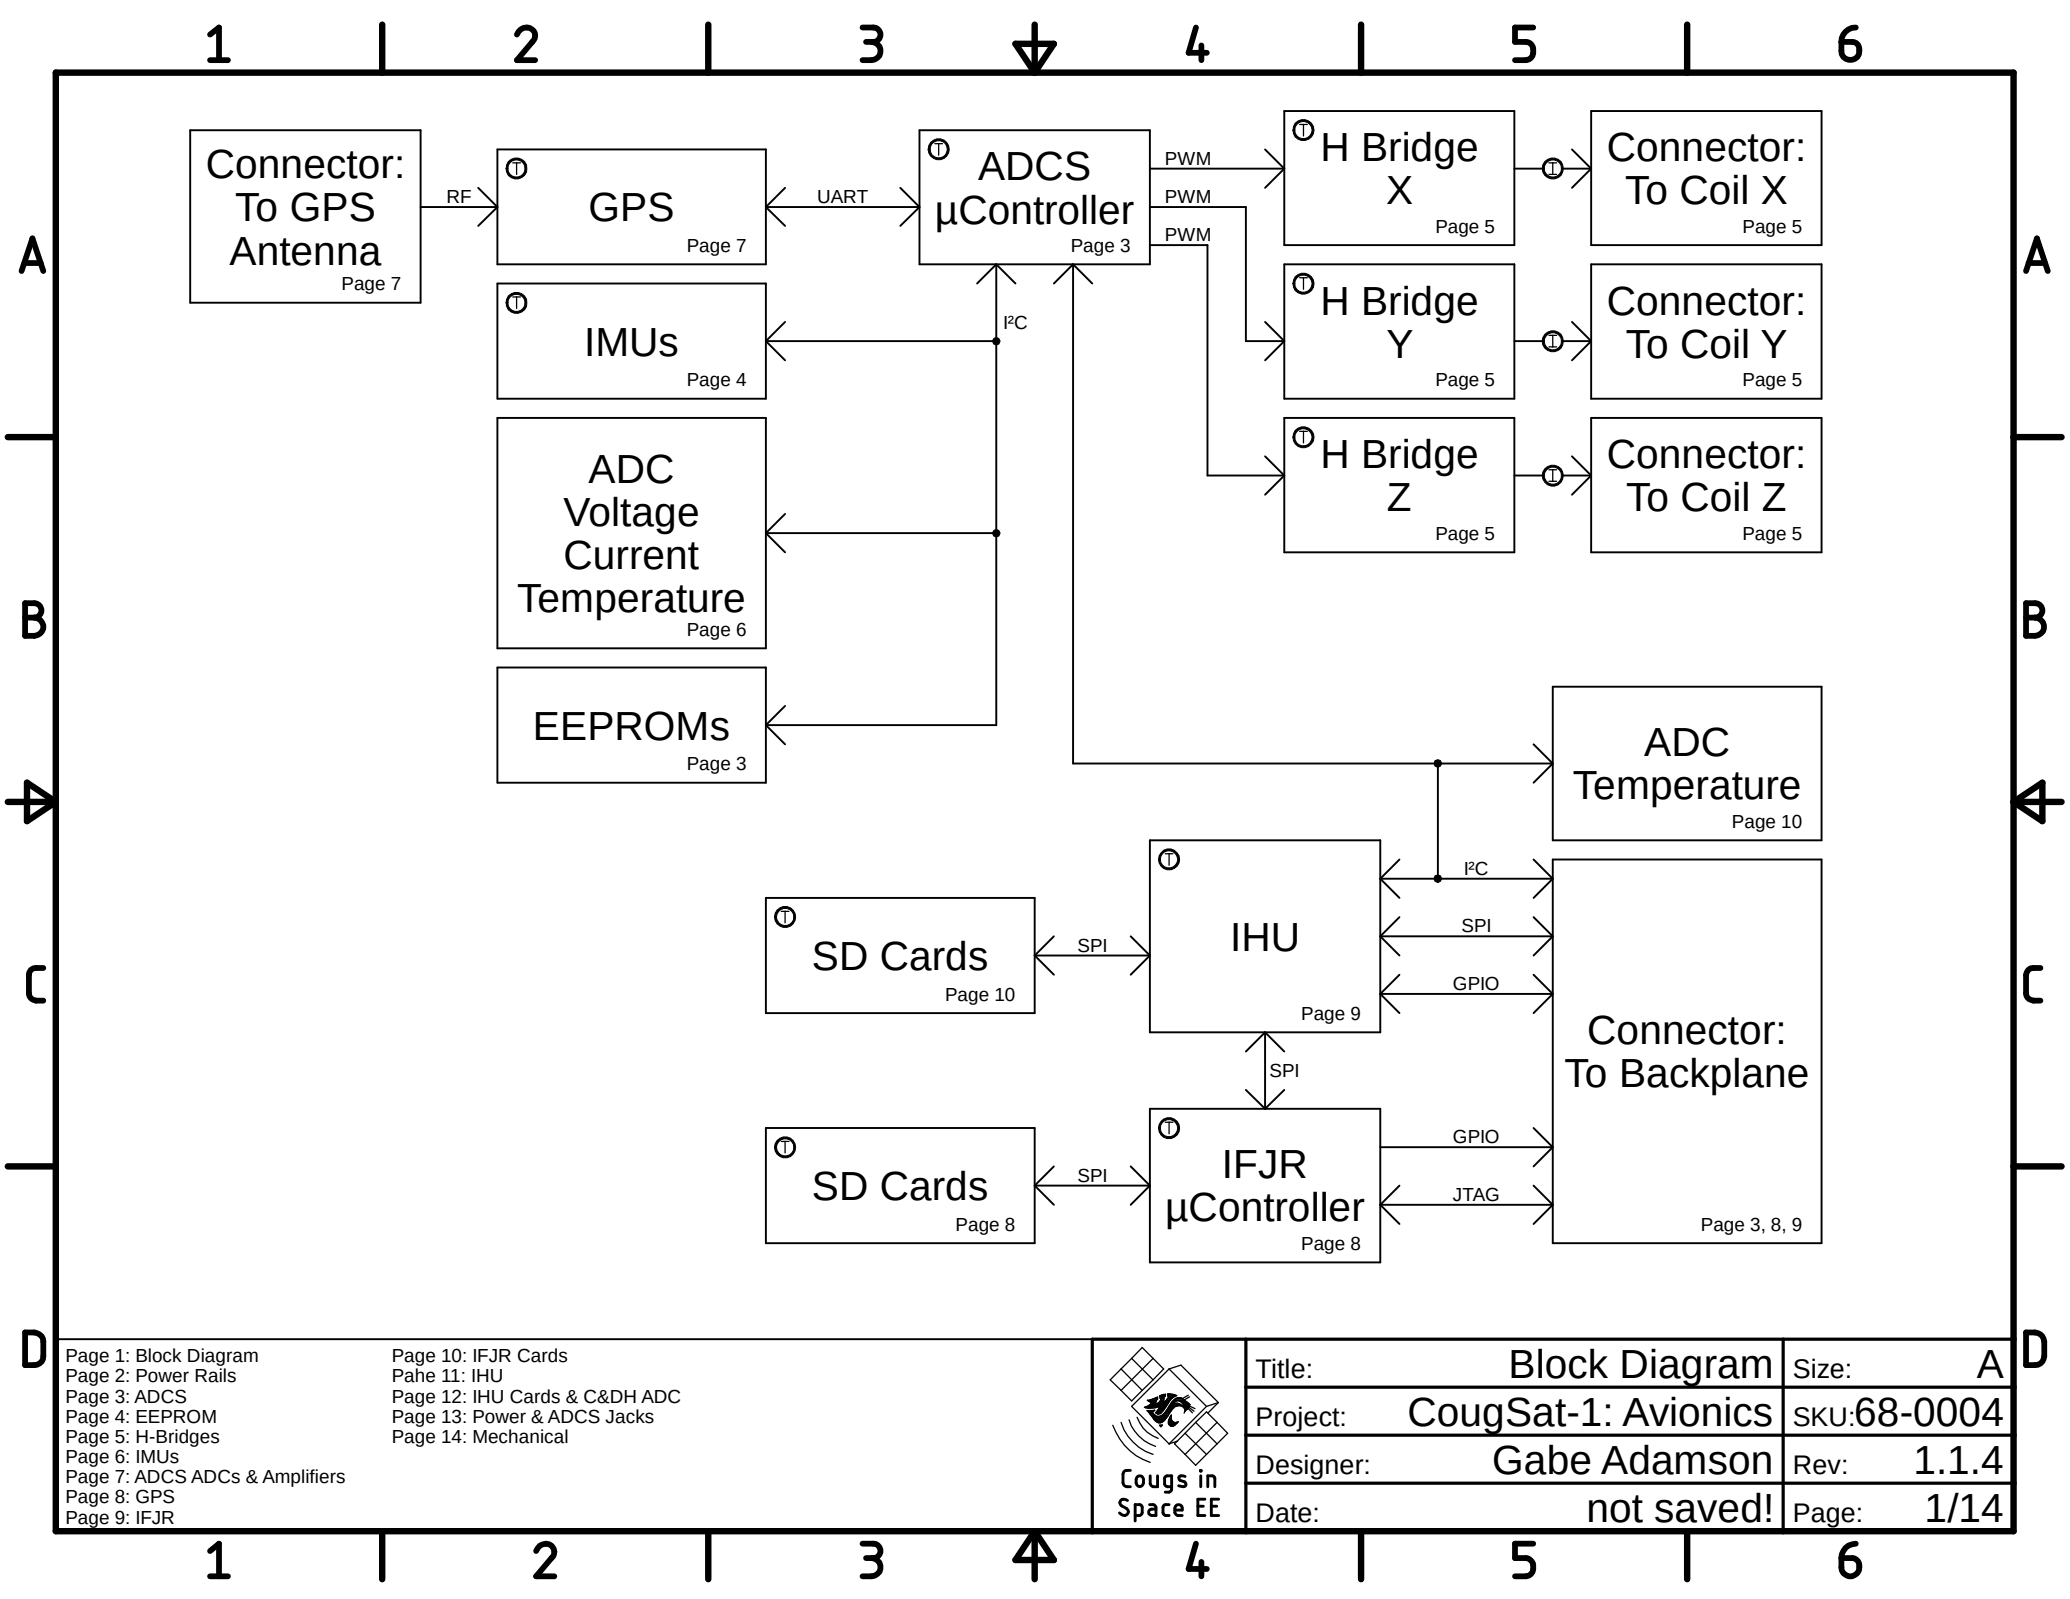 1 2 3 4 5 6
A A
B B
C C
D D
Connector:
To GPS
Antenna
Page 7
RF
T
GPS
Page 7
UART
T
ADCS
µController
Page 3
PWM
PWM
PWM
T
H Bridge
X
Page 5
I
Connector:
To Coil X
Page 5
T
IMUs
Page 4
I²C
T
H Bridge
Y
Page 5
I
Connector:
To Coil Y
Page 5
ADC
Voltage
Current
Temperature
Page 6
T
H Bridge
Z
Page 5
I
Connector:
To Coil Z
Page 5
EEPROMs
Page 3
ADC
Temperature
Page 10
T
SD Cards
Page 10
SPI
T
IHU
Page 9
I²C
SPI
GPIO
Connector:
To Backplane
Page 3, 8, 9
SPI
T
SD Cards
Page 8
SPI
T
IFJR
µController
Page 8
GPIO
JTAG
Page 1: Block Diagram
Page 2: Power Rails
Page 3: ADCS
Page 4: EEPROM
Page 5: H-Bridges
Page 6: IMUs
Page 7: ADCS ADCs & Amplifiers
Page 8: GPS
Page 9: IFJR
Page 10: IFJR Cards
Pahe 11: IHU
Page 12: IHU Cards & C&DH ADC
Page 13: Power & ADCS Jacks
Page 14: Mechanical
Cougs in
Space EE
Title: Block Diagram
Size: A
Project: CougSat-1: Avionics
SKU:68-0004
Designer: Gabe Adamson
Rev: 1.1.4
Date: not saved!
Page: 1/14
1 2 3 4 5 6